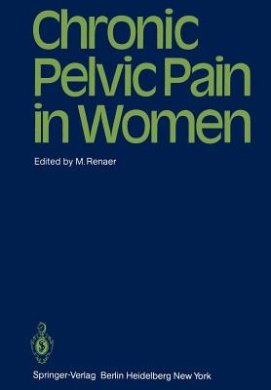 Chronic
Pelvic Pain
in Women
Edited by M. Renaer
Springer-Verlag Berlin Heidelberg New York